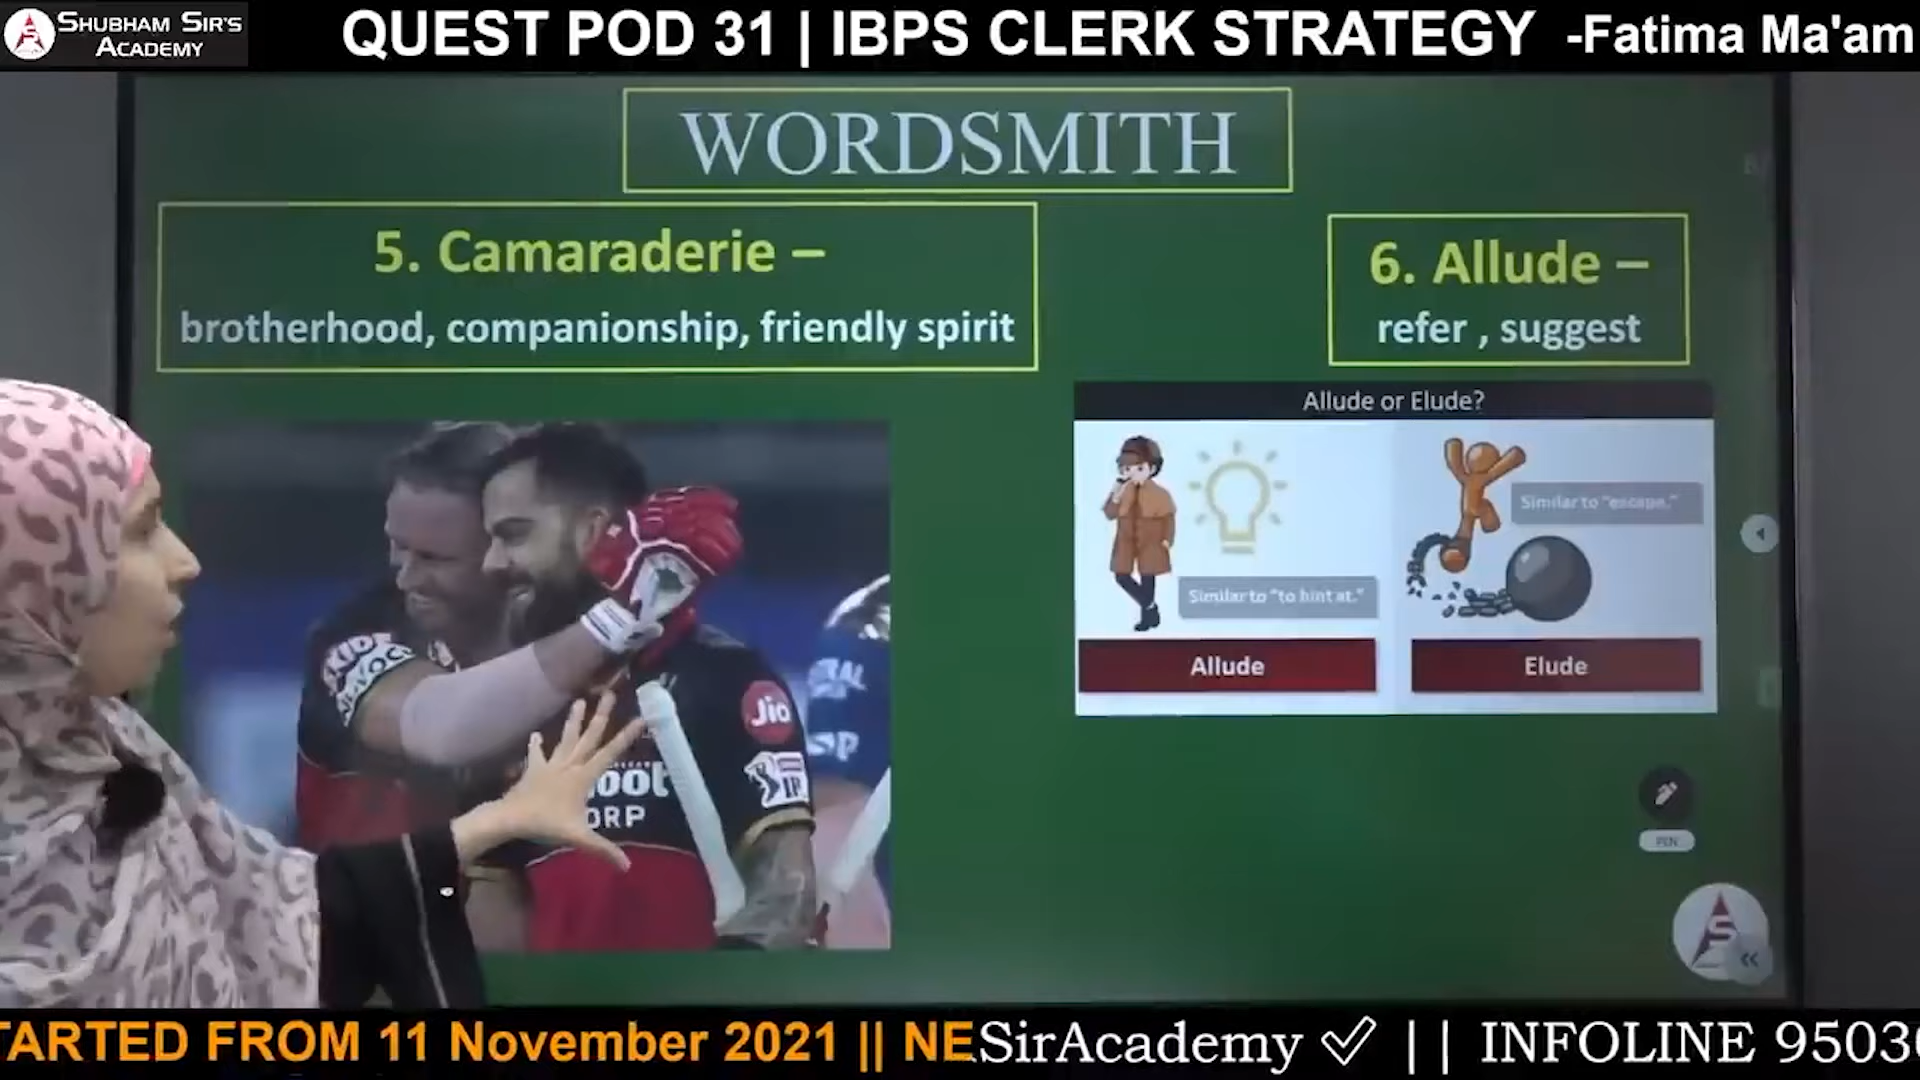 SHUBHAM SIR'S
ACADEMY
QUEST POD 31 | IBPS CLERK STRATEGY -Fatima Ma'am
WORDSMITH
5. Camaraderie –
brotherhood, companionship, friendly spirit
6. Allude –
refer , suggest
Allude or Elude?
Similar to "escape."
Similar to "to hint at."
Allude
Elude
Jio
ORP
PEN
TARTED FROM 11 November 2021 || NE
SirAcademy ✓ || INFOLINE 9503